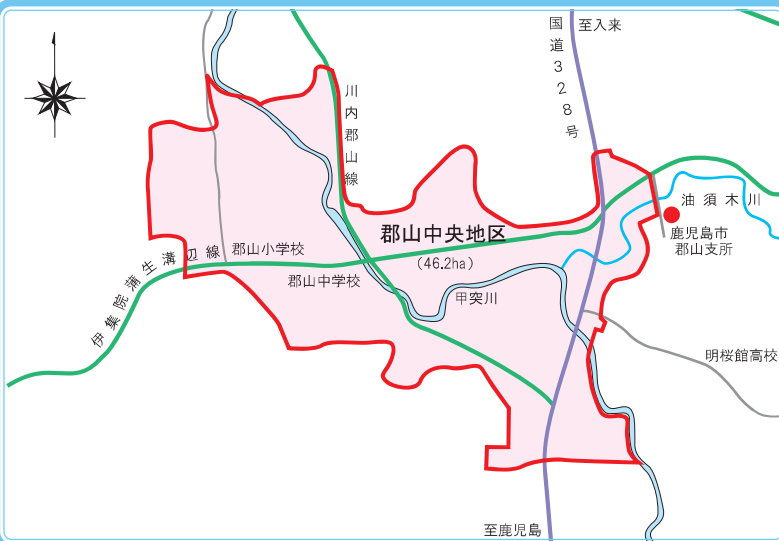 国道328号
至入来
川内郡山線
油須木川
郡山中央地区
(46.2ha)
鹿児島市
郡山支所
郡山小学校
伊集院蒲生溝辺線
郡山中学校
甲突川
明桜館高校
至鹿児島